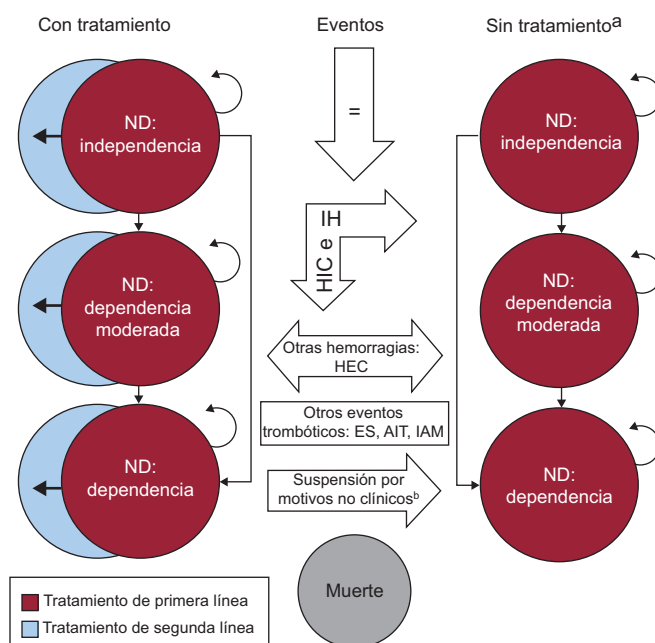 Con tratamiento
Eventos
Sin tratamientoᵃ
ND:
independencia
ND:
dependencia
moderada
ND:
dependencia
II
IH
HIC e
Otras hemorragias:
HEC
Otros eventos
trombóticos: ES, AIT, IAM
Suspensión por
motivos no clínicosᵇ
Muerte
ND:
independencia
ND:
dependencia
moderada
ND:
dependencia
Tratamiento de primera línea
Tratamiento de segunda línea